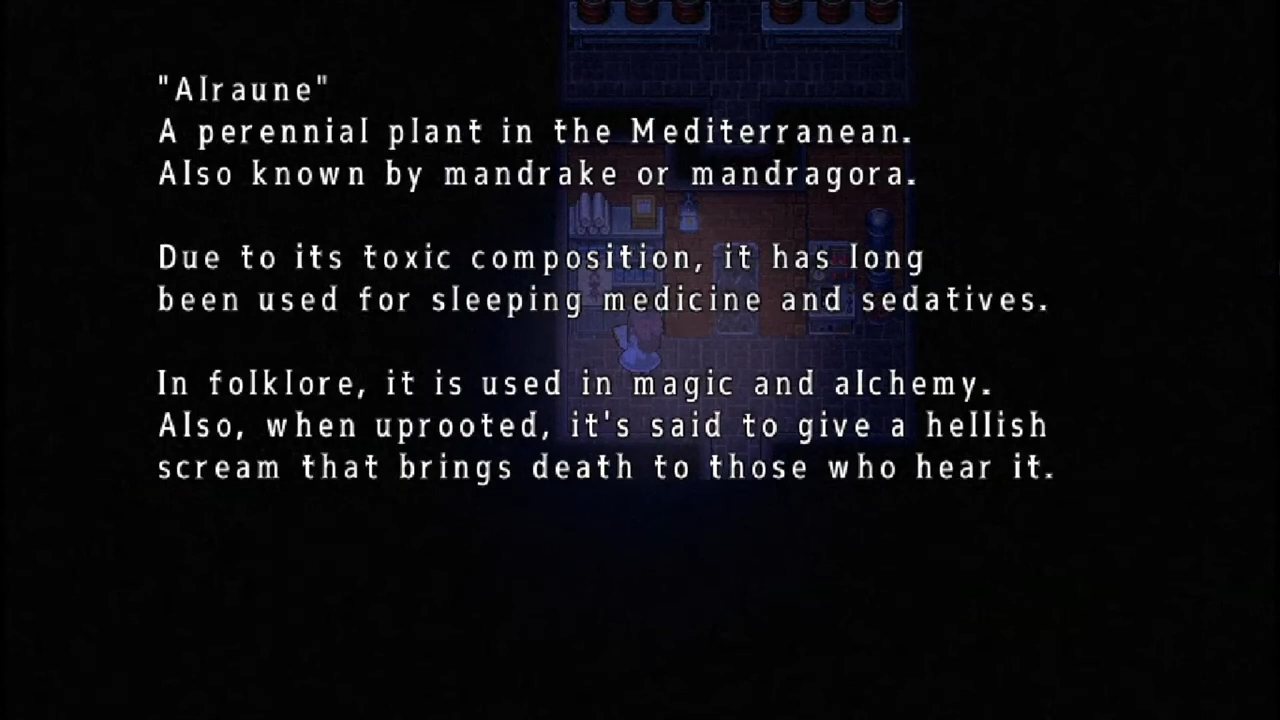 "Alraune"
A perennial plant in the Mediterranean.
Also known by mandrake or mandragora.
Due to its toxic composition, it has long
been used for sleeping medicine and sedatives.
In folklore, it is used in magic and alchemy.
Also, when uprooted, it's said to give a hellish
scream that brings death to those who hear it.